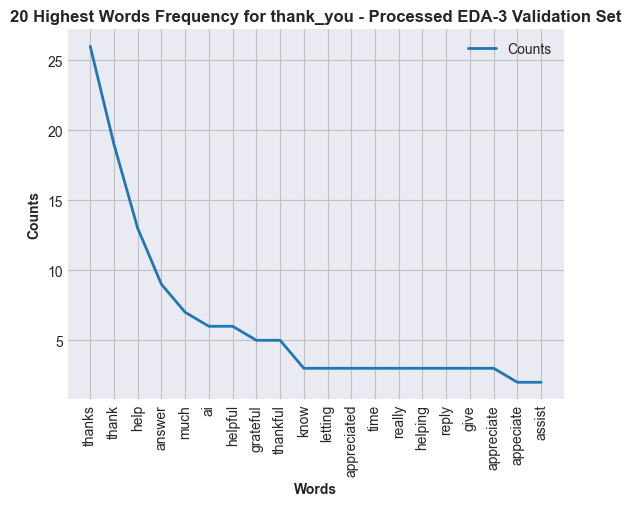 20 Highest Words Frequency for thank_you - Processed EDA-3 Validation Set
Counts
25
20
15
10
5
Counts
thanks
thank
help
answer
much
ai
helpful
grateful
thankful
know
letting
appreciated
time
really
helping
reply
give
appreciate
appeciate
assist
Words